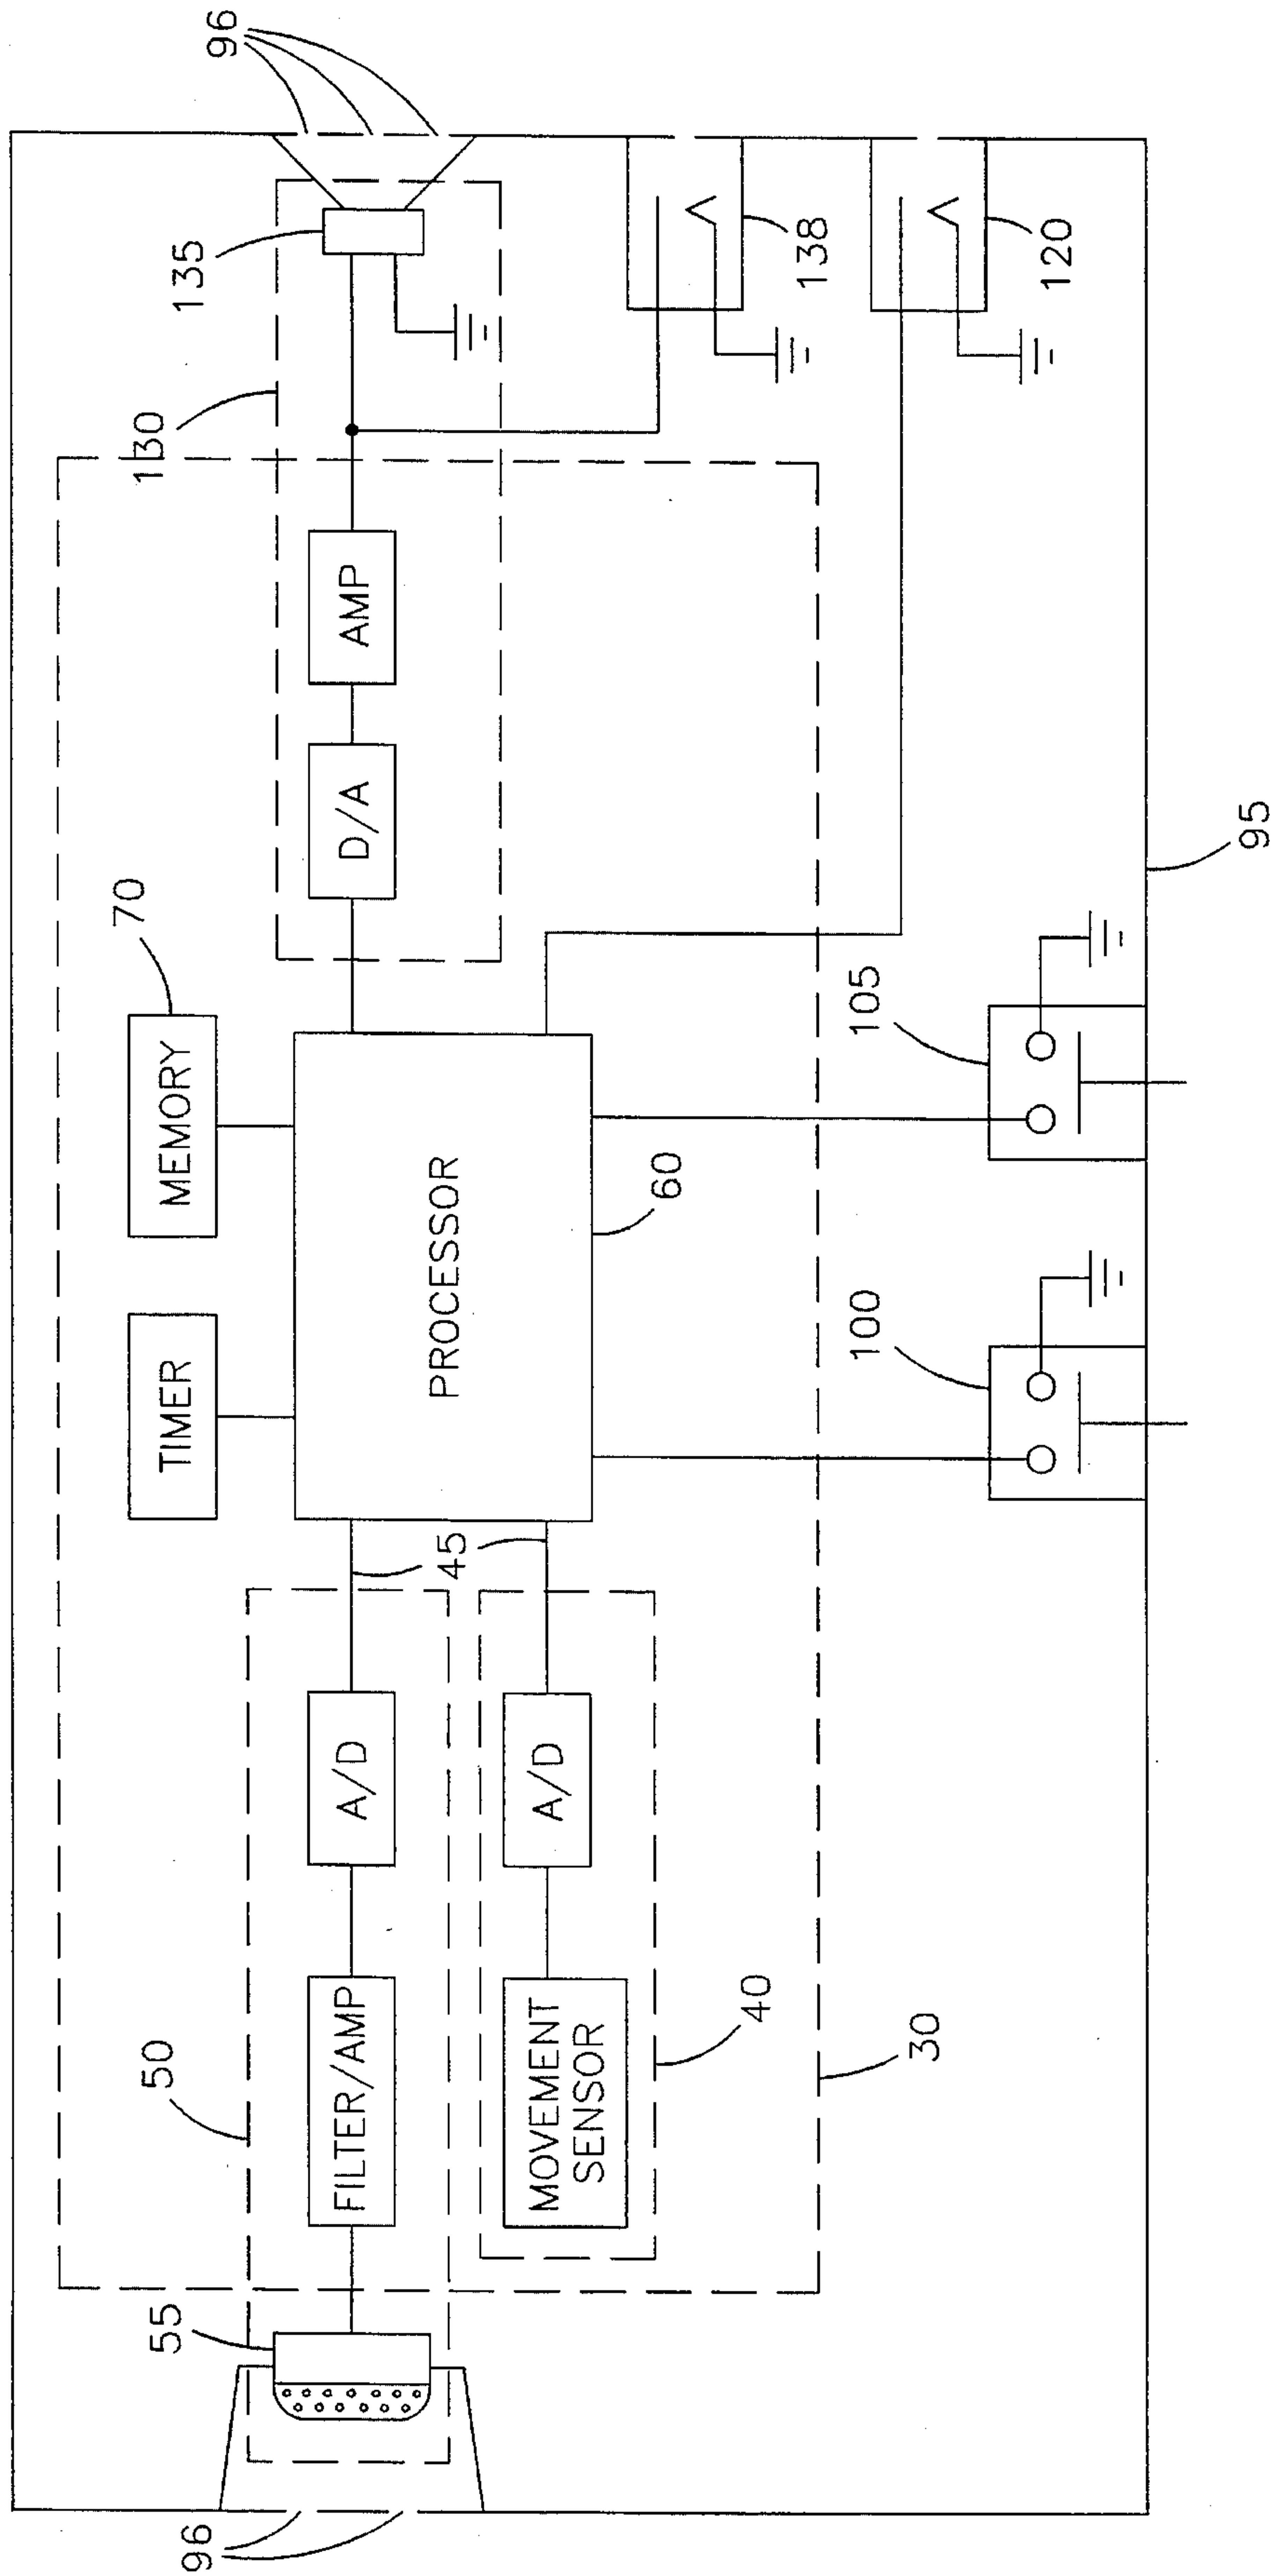 96
135
130
138
120
AMP
D/A
70
MEMORY
TIMER
PROCESSOR
60
105
100
95
45
A/D
A/D
FILTER/AMP
MOVEMENT
SENSOR
50
40
30
55
96